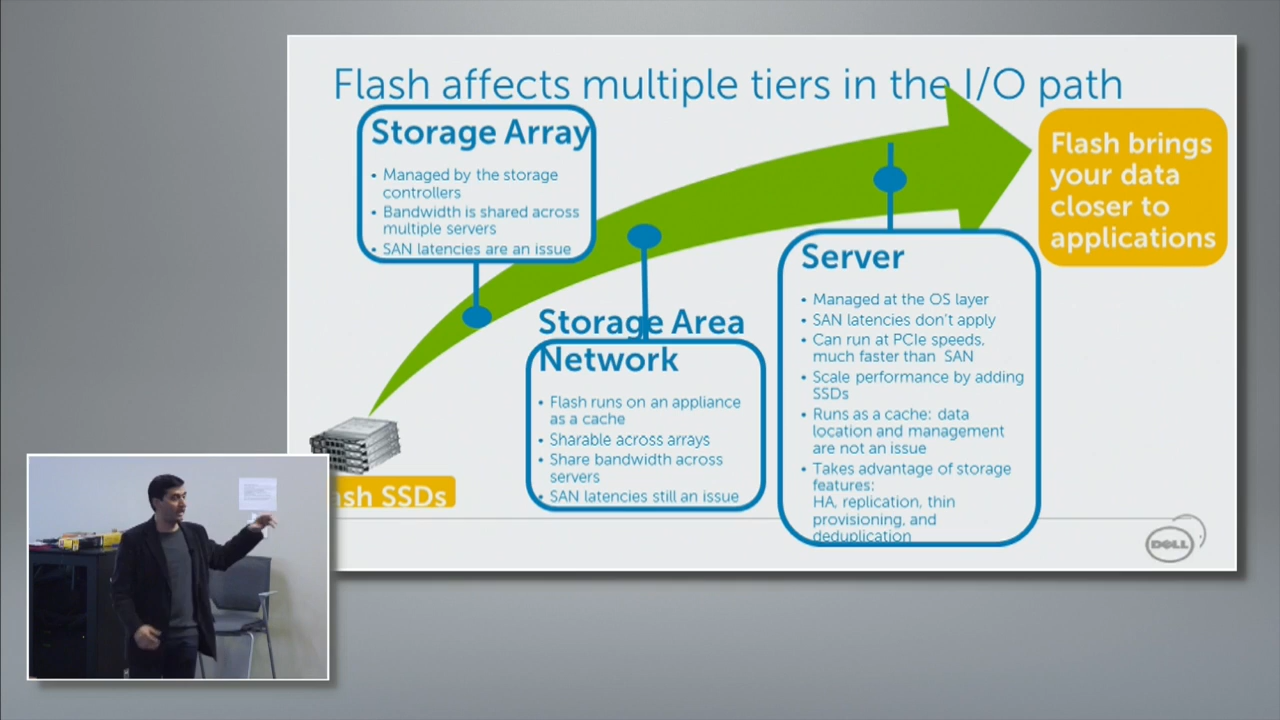 Flash affects multiple tiers in the I/O path
Storage Array
• Managed by the storage
controllers
• Bandwidth is shared across
multiple servers
• SAN latencies are an issue
Flash brings
your data
closer to
applications
Storage Area
Network
• Flash runs on an appliance
as a cache
• Sharable across arrays
• Share bandwidth across
servers
• SAN latencies still an issue
Server
• Managed at the OS layer
• SAN latencies don't apply
• Can run at PCIe speeds,
much faster than SAN
• Scale performance by adding
SSDs
• Runs as a cache: data
location and management
are not an issue
• Takes advantage of storage
features:
HA, replication, thin
provisioning, and
deduplication
ash SSDs
DELL